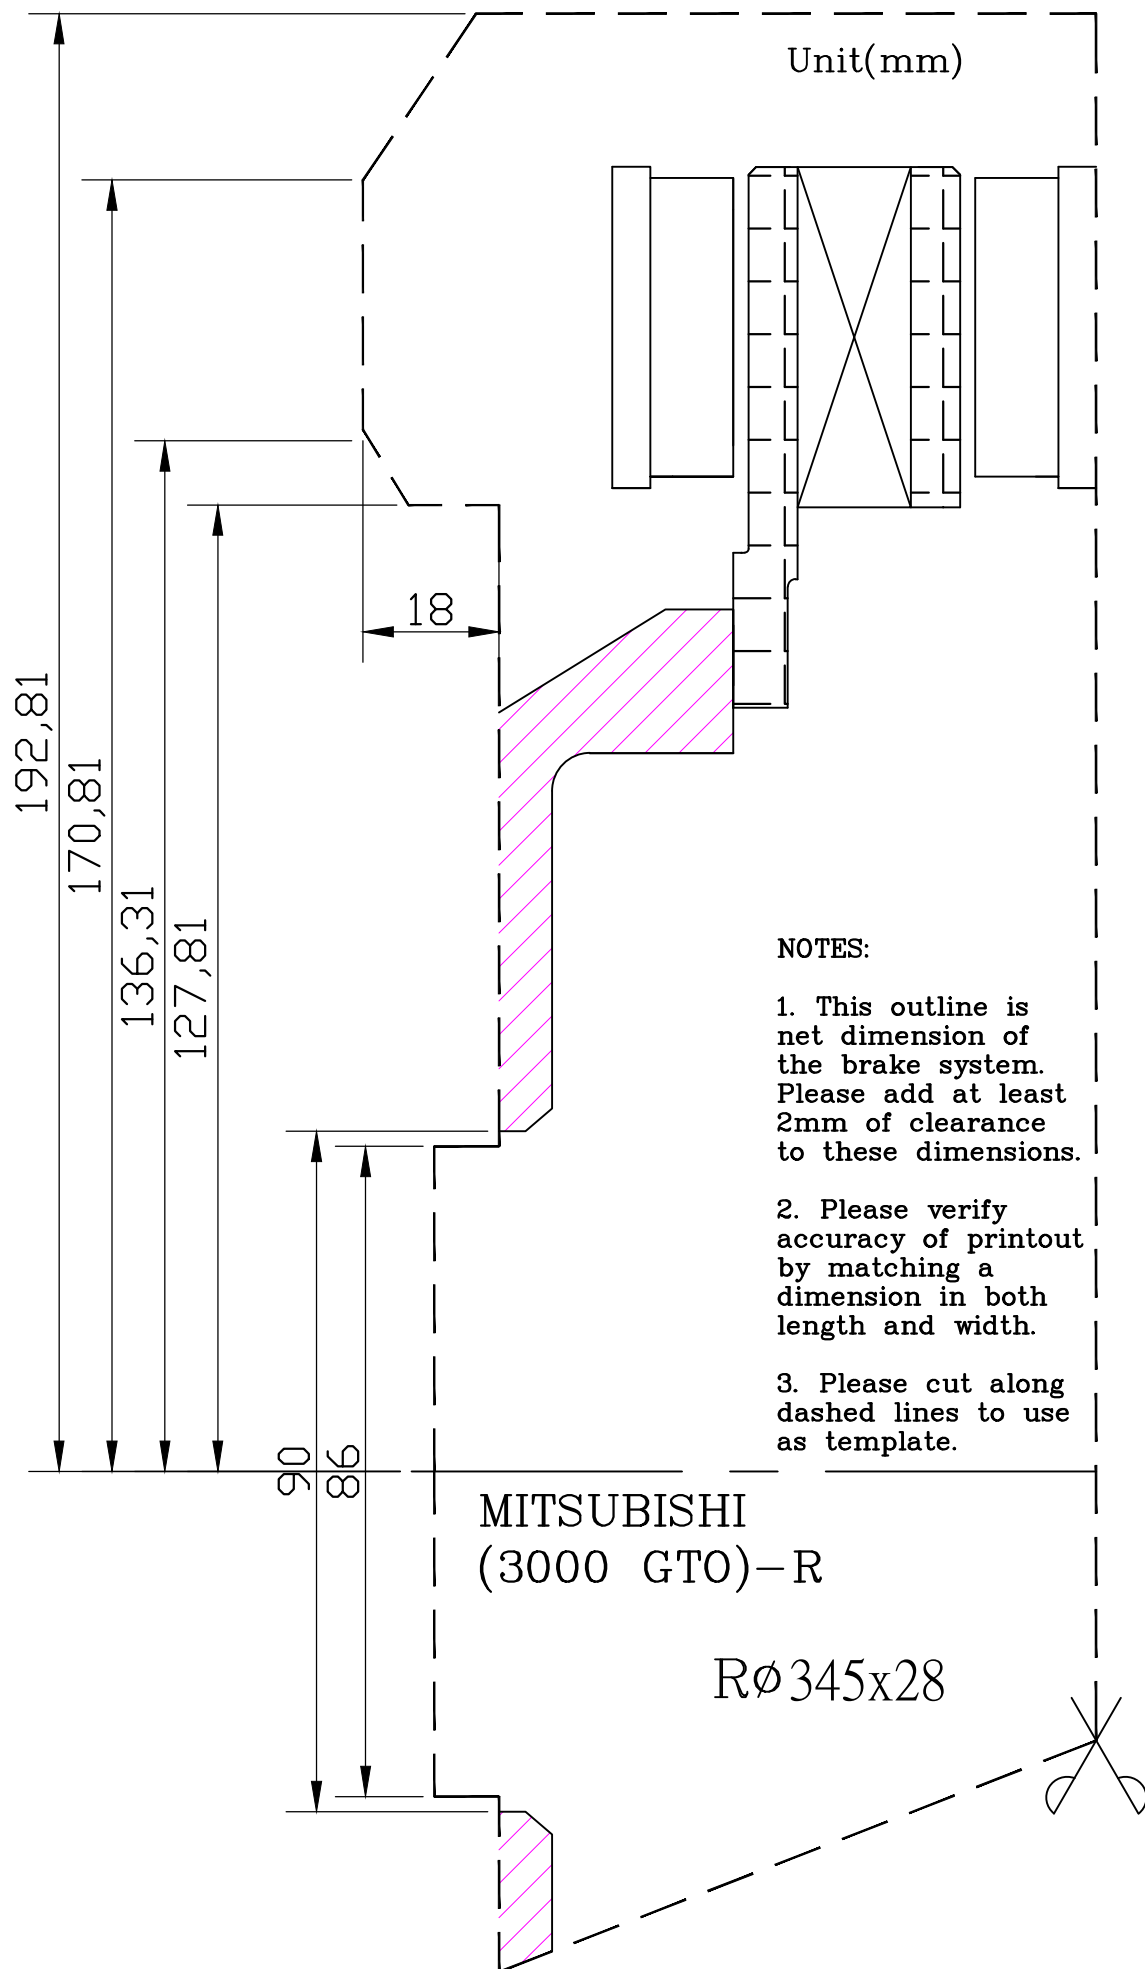 Unit(mm)
18
192,81
170,81
136,31
127,81
NOTES:
1. This outline is
net dimension of
the brake system.
Please add at least
2mm of clearance
to these dimensions.
2. Please verify
accuracy of printout
by matching a
dimension in both
length and width.
3. Please cut along
dashed lines to use
as template.
90
86
MITSUBISHI
(3000 GTO)-R
RØ345x28